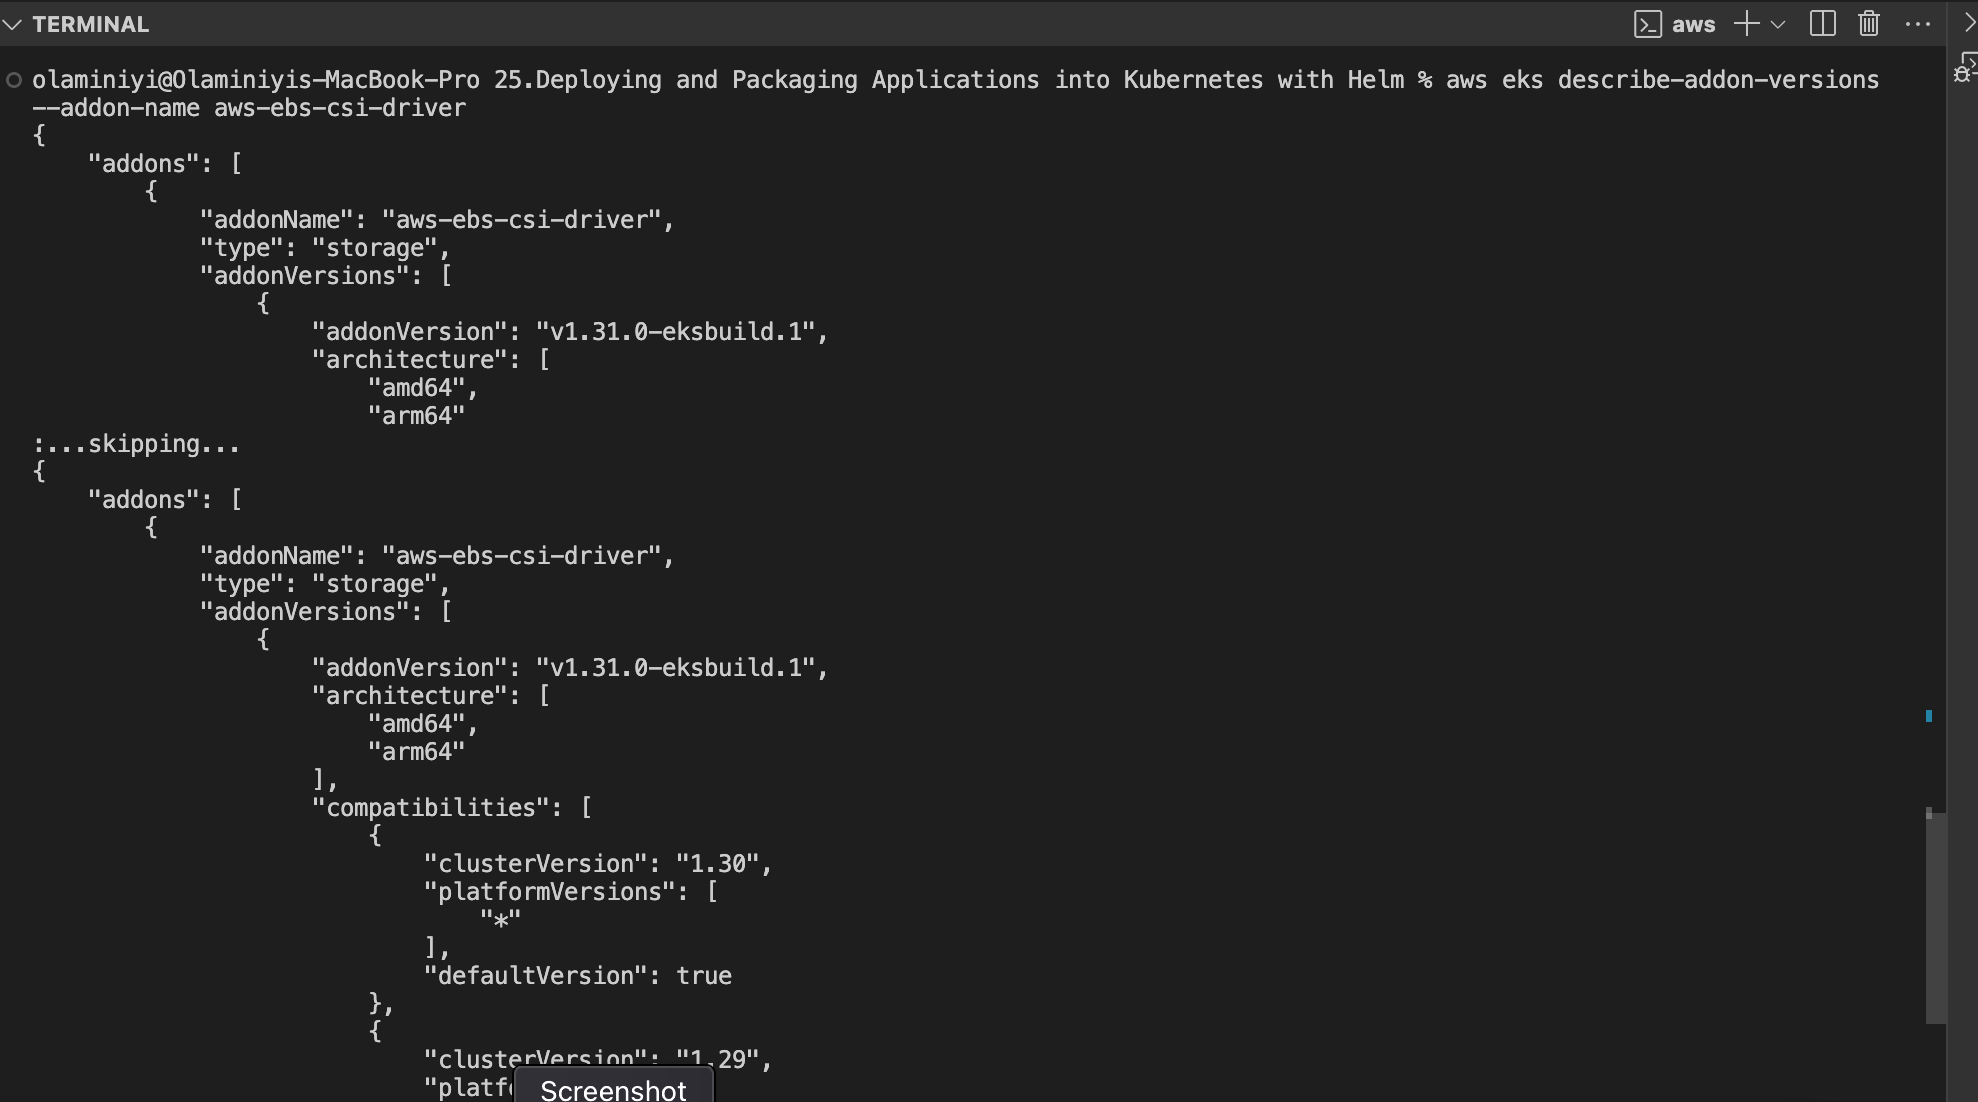 TERMINAL
aws
olaminiyi@Olaminiyis-MacBook-Pro 25.Deploying and Packaging Applications into Kubernetes with Helm % aws eks describe-addon-versions
--addon-name aws-ebs-csi-driver
{
    "addons": [
        {
            "addonName": "aws-ebs-csi-driver",
            "type": "storage",
            "addonVersions": [
                {
                    "addonVersion": "v1.31.0-eksbuild.1",
                    "architecture": [
                        "amd64",
                        "arm64"
:...skipping...
{
    "addons": [
        {
            "addonName": "aws-ebs-csi-driver",
            "type": "storage",
            "addonVersions": [
                {
                    "addonVersion": "v1.31.0-eksbuild.1",
                    "architecture": [
                        "amd64",
                        "arm64"
                    ],
                    "compatibilities": [
                        {
                            "clusterVersion": "1.30",
                            "platformVersions": [
                                "*"
                            ],
                            "defaultVersion": true
                        },
                        {
                            "clusterVersion": "1.29",
Screenshot